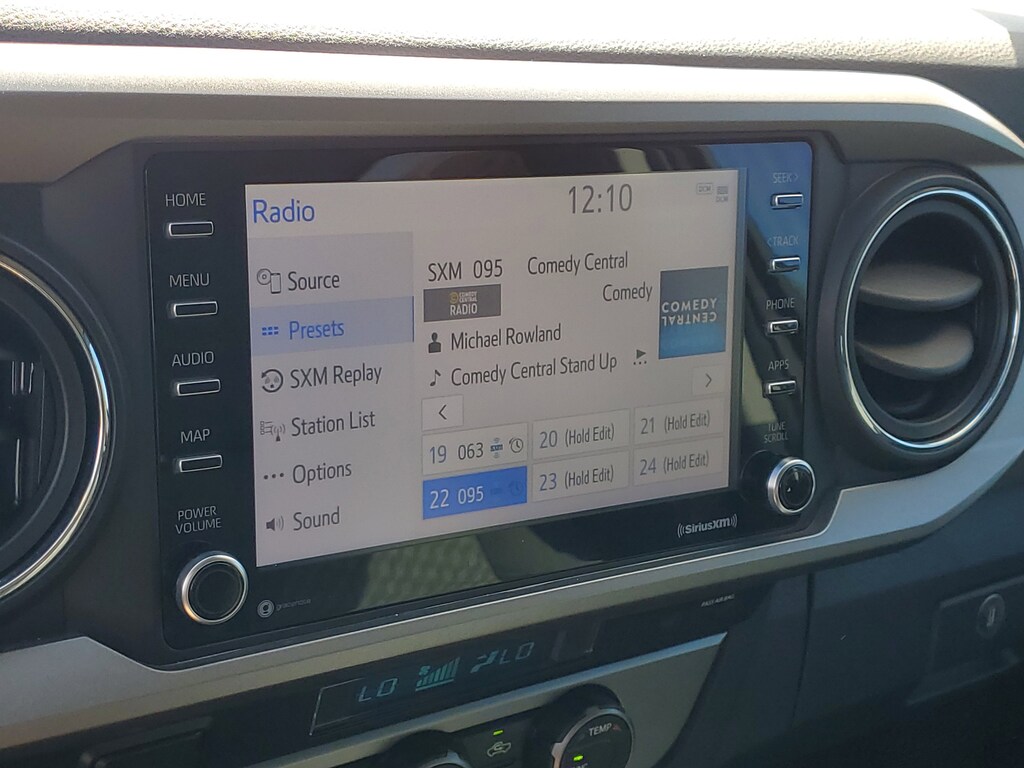 HOME
MENU
AUDIO
MAP
POWER
VOLUME
Radio
12:10
DCM
DCM
Source
Presets
SXM Replay
Station List
Options
Sound
SXM 095
Comedy Central
Comedy
COMEDY
CENTRAL
RADIO
COMEDY
CENTRAL
Michael Rowland
Comedy Central Stand Up
<
>
19 063
20 (Hold Edit)
21 (Hold Edit)
22 095
23 (Hold Edit)
24 (Hold Edit)
SEEK >
< TRACK
PHONE
APPS
TUNE
SCROLL
((SiriusXM))
gracenote
LO
LO
TEMP